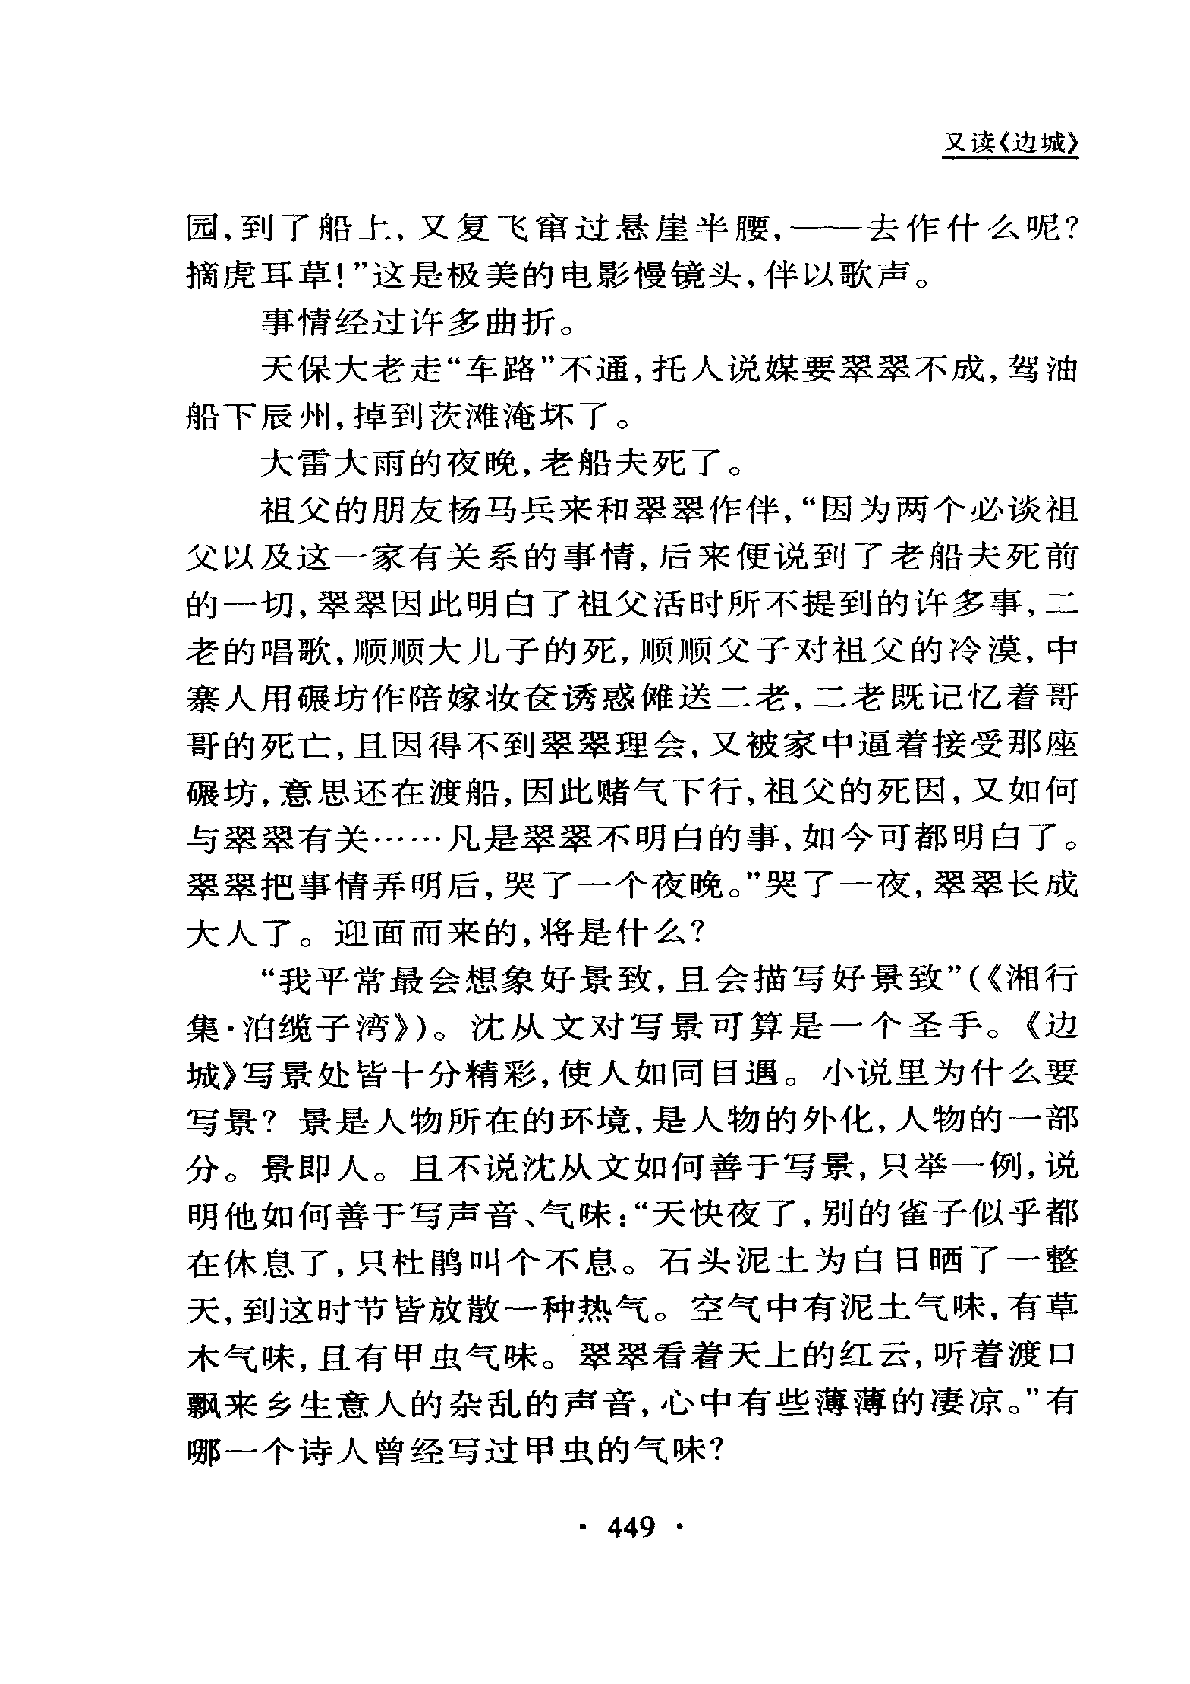 又读《边城》
园,到了船上,又复飞窜过悬崖半腰,——去作什么呢?
摘虎耳草!”这是极美的电影慢镜头,伴以歌声。
事情经过许多曲折。
天保大老走“车路”不通,托人说媒要翠翠不成,驾油
船下辰州,掉到茨滩淹坏了。
大雷大雨的夜晚,老船夫死了。
祖父的朋友杨马兵来和翠翠作伴,“因为两个必谈祖
父以及这一家有关系的事情,后来便说到了老船夫死前
的一切,翠翠因此明白了祖父活时所不提到的许多事,二
老的唱歌,顺顺大儿子的死,顺顺父子对祖父的冷漠,中
寨人用碾坊作陪嫁妆奁诱惑傩送二老,二老既记忆着哥
哥的死亡,且因得不到翠翠理会,又被家中逼着接受那座
碾坊,意思还在渡船,因此赌气下行,祖父的死因,又如何
与翠翠有关……凡是翠翠不明白的事,如今可都明白了。
翠翠把事情弄明后,哭了一个夜晚。”哭了一夜,翠翠长成
大人了。迎面而来的,将是什么?
“我平常最会想象好景致,且会描写好景致”(《湘行
集·泊缆子湾》)。沈从文对写景可算是一个圣手。《边
城》写景处皆十分精彩,使人如同目遇。小说里为什么要
写景?景是人物所在的环境,是人物的外化,人物的一部
分。景即人。且不说沈从文如何善于写景,只举一例,说
明他如何善于写声音、气味:“天快夜了,别的雀子似乎都
在休息了,只杜鹃叫个不息。石头泥土为白日晒了一整
天,到这时节皆放散一种热气。空气中有泥土气味,有草
木气味,且有甲虫气味。翠翠看着天上的红云,听着渡口
飘来乡生意人的杂乱的声音,心中有些薄薄的凄凉。”有
哪一个诗人曾经写过甲虫的气味?
· 449 ·